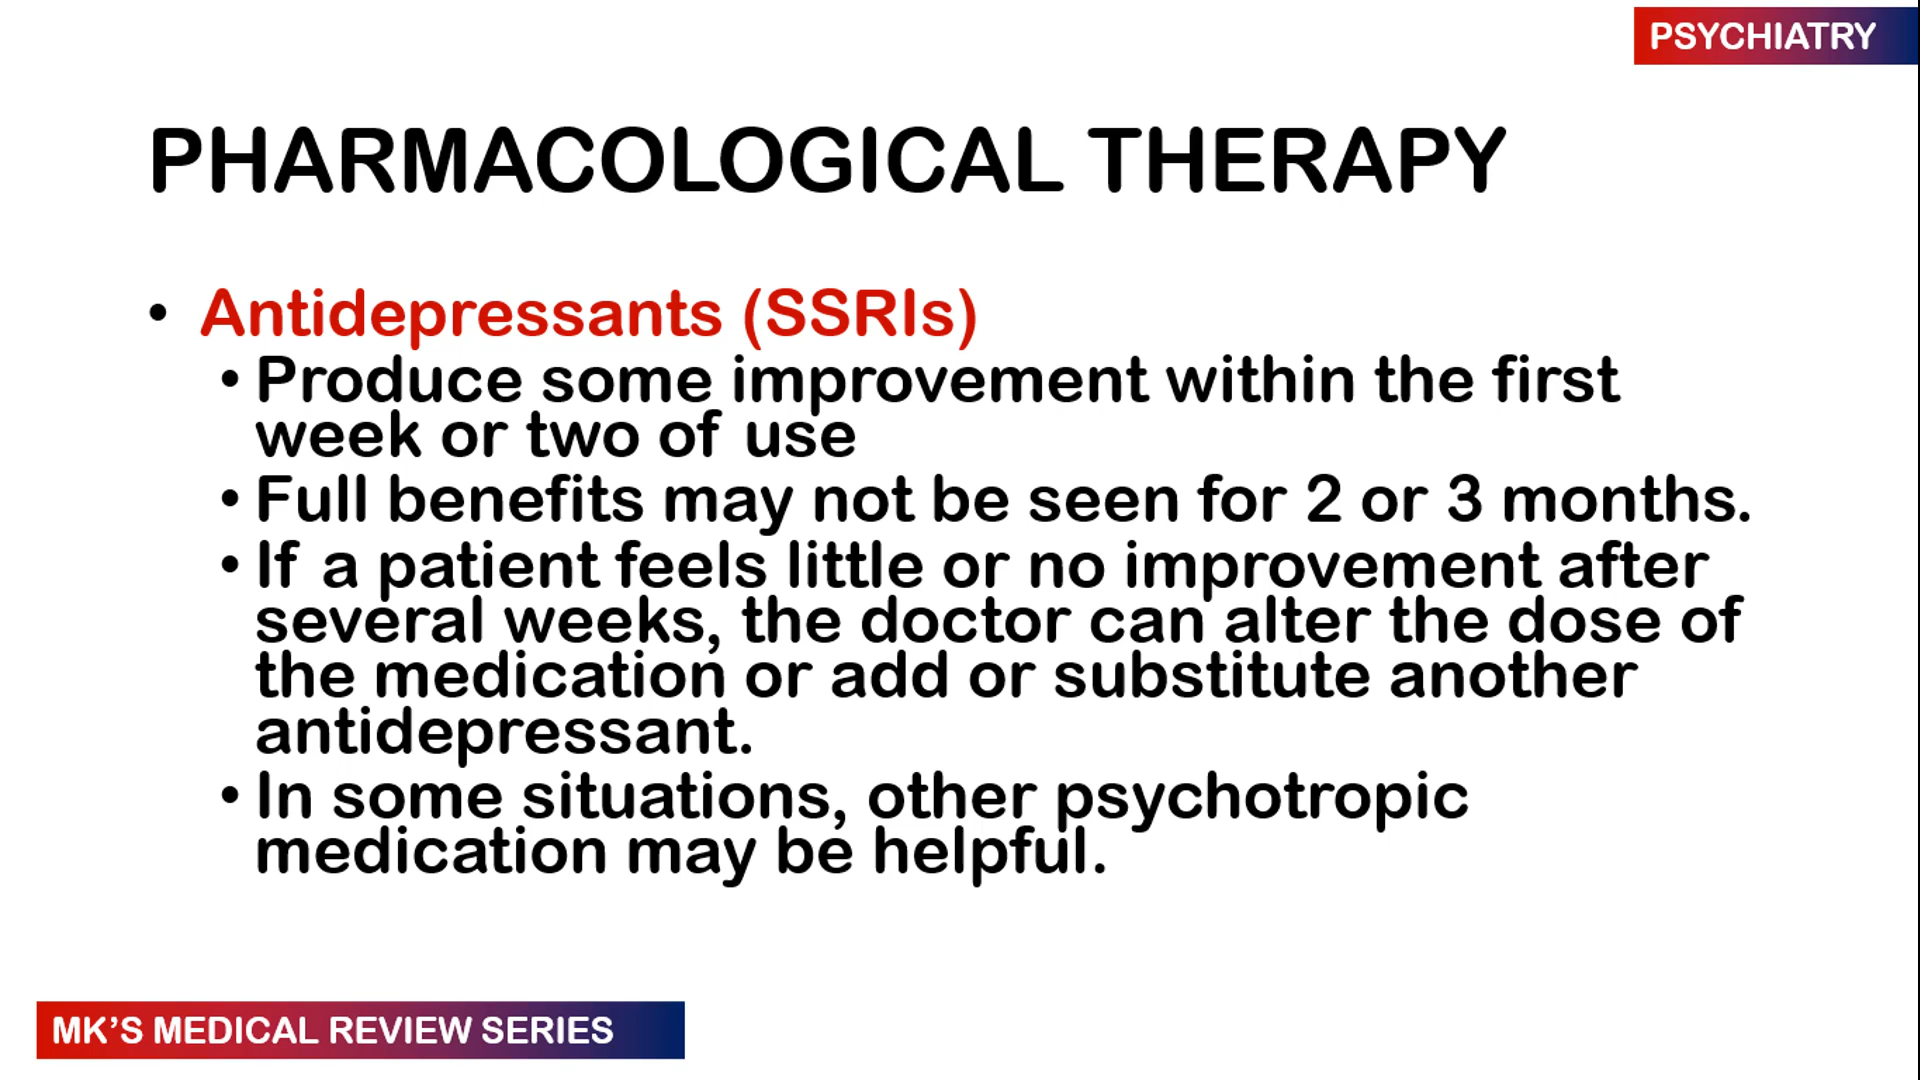 PSYCHIATRY
PHARMACOLOGICAL THERAPY
• Antidepressants (SSRIs)
• Produce some improvement within the first
week or two of use
• Full benefits may not be seen for 2 or 3 months.
• If a patient feels little or no improvement after
several weeks, the doctor can alter the dose of
the medication or add or substitute another
antidepressant.
• In some situations, other psychotropic
medication may be helpful.
MK’S MEDICAL REVIEW SERIES